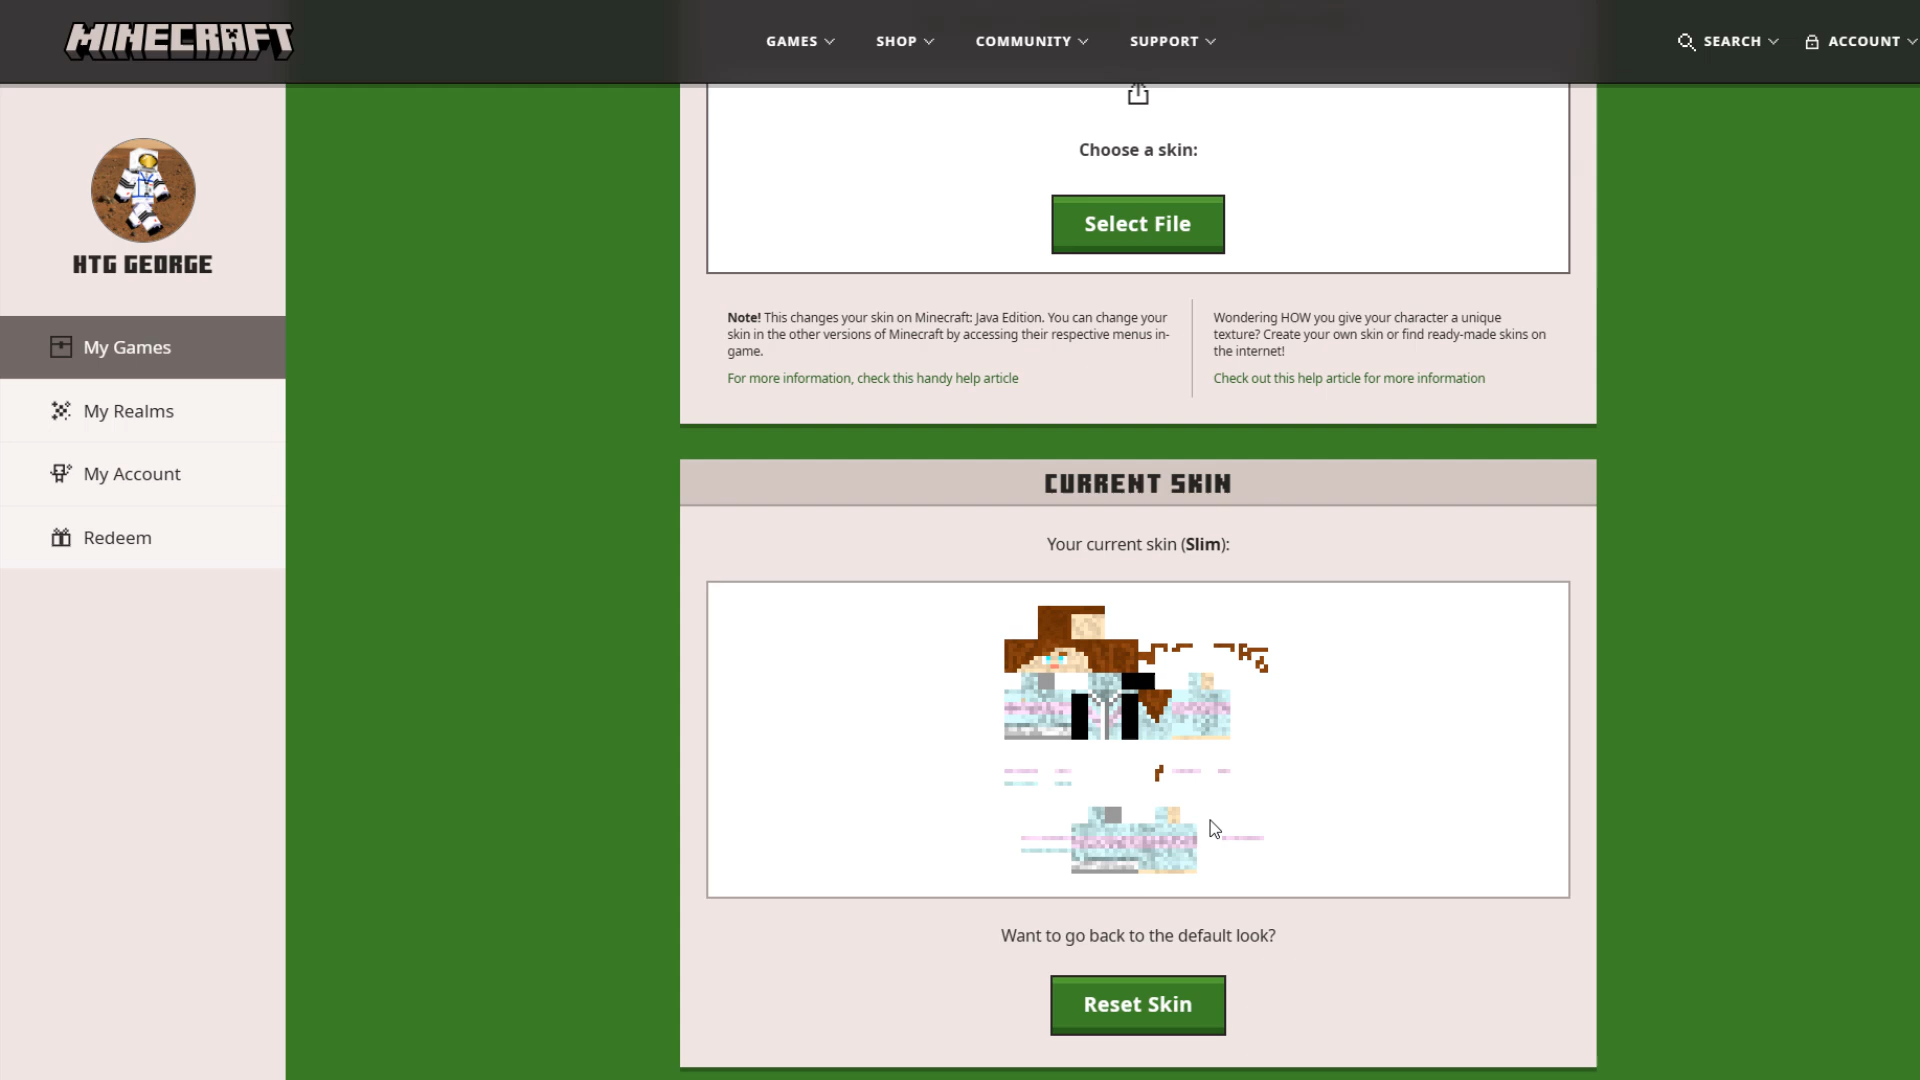 MINECRAFT
GAMES
SHOP
COMMUNITY
SUPPORT
SEARCH
ACCOUNT
HTG GEORGE
My Games
My Realms
My Account
Redeem
Choose a skin:
Select File
Note! This changes your skin on Minecraft: Java Edition. You can change your
skin in the other versions of Minecraft by accessing their respective menus in-
game.
For more information, check this handy help article
Wondering HOW you give your character a unique
texture? Create your own skin or find ready-made skins on
the internet!
Check out this help article for more information
CURRENT SKIN
Your current skin (Slim):
Want to go back to the default look?
Reset Skin